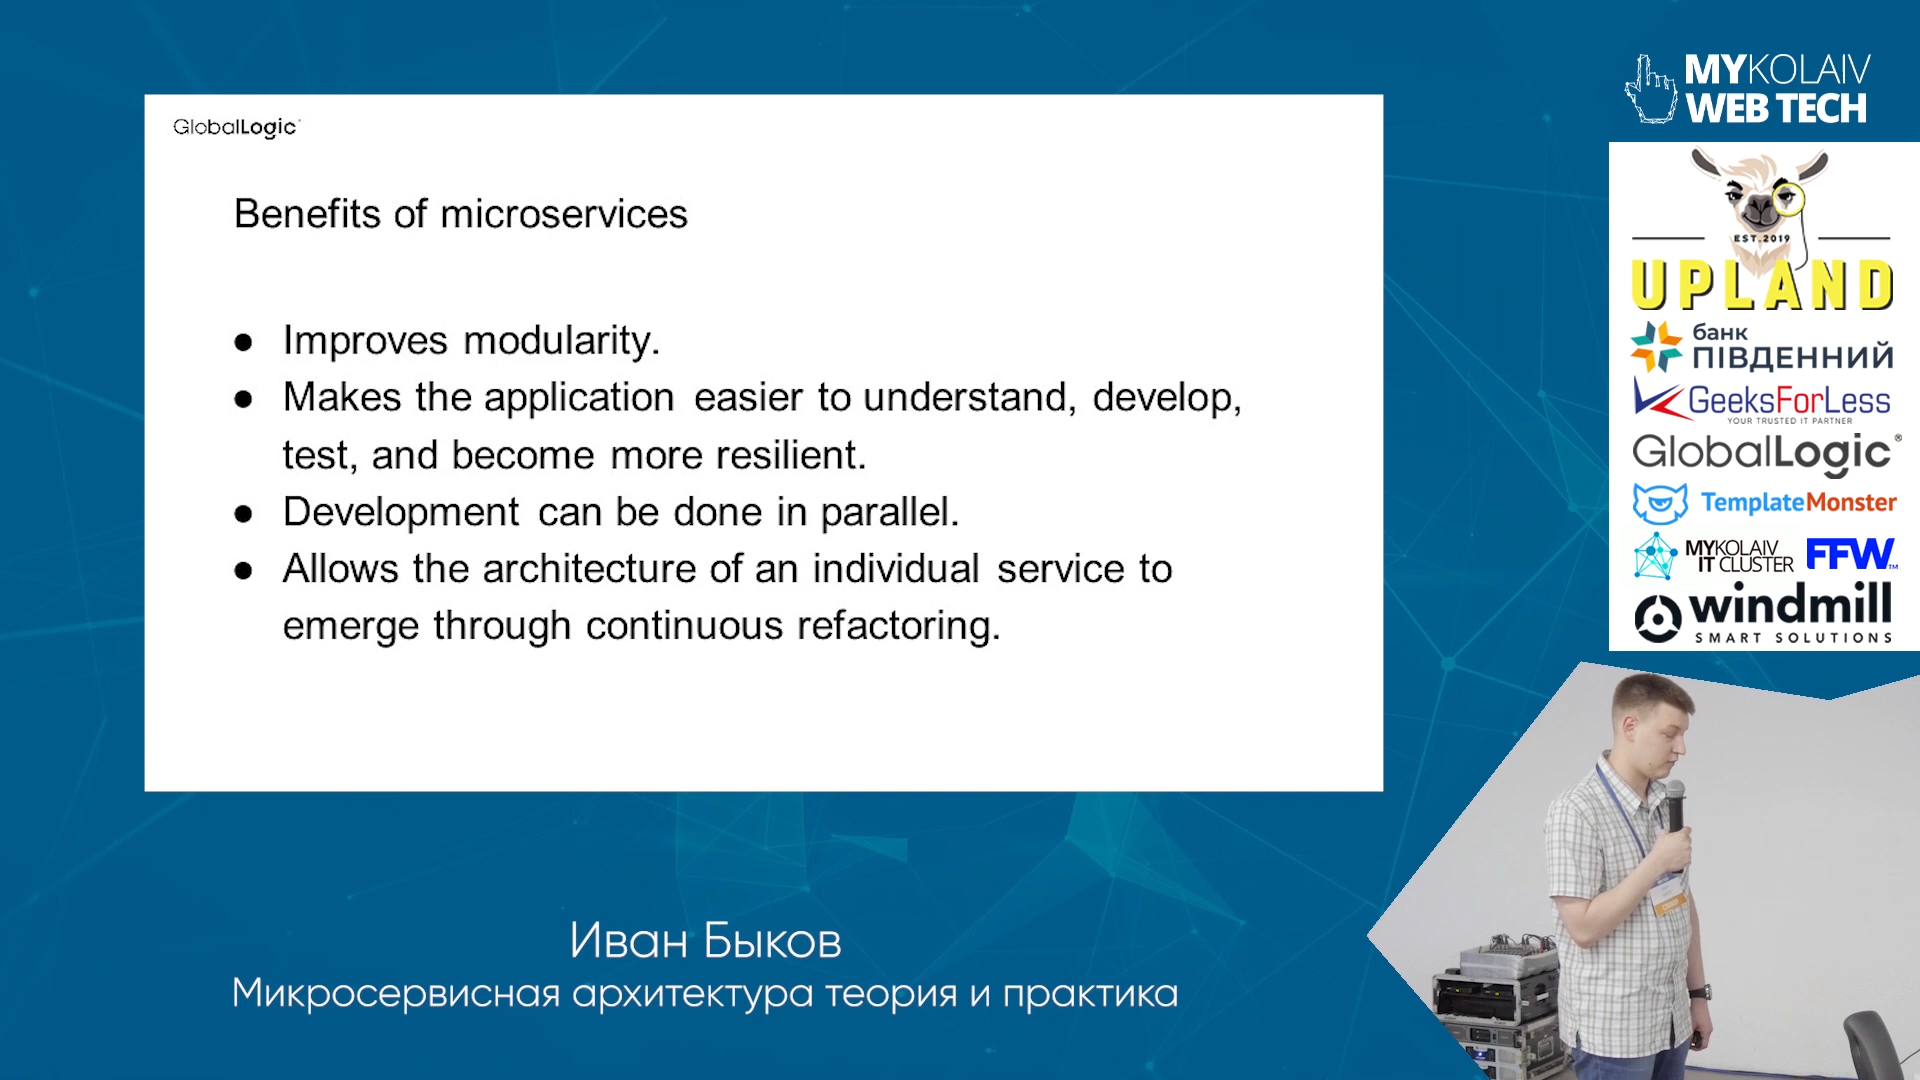 GlobalLogic
Benefits of microservices
● Improves modularity.
● Makes the application easier to understand, develop,
test, and become more resilient.
● Development can be done in parallel.
● Allows the architecture of an individual service to
emerge through continuous refactoring.
Иван Быков
Микросервисная архитектура теория и практика
MYKOLAIV
WEB TECH
EST.2019
UPLAND
банк
ПІВДЕННИЙ
GeeksForLess
YOUR TRUSTED IT PARTNER
GlobalLogic®
TemplateMonster
MYKOLAIV
IT CLUSTER
FFW™
windmill
SMART SOLUTIONS